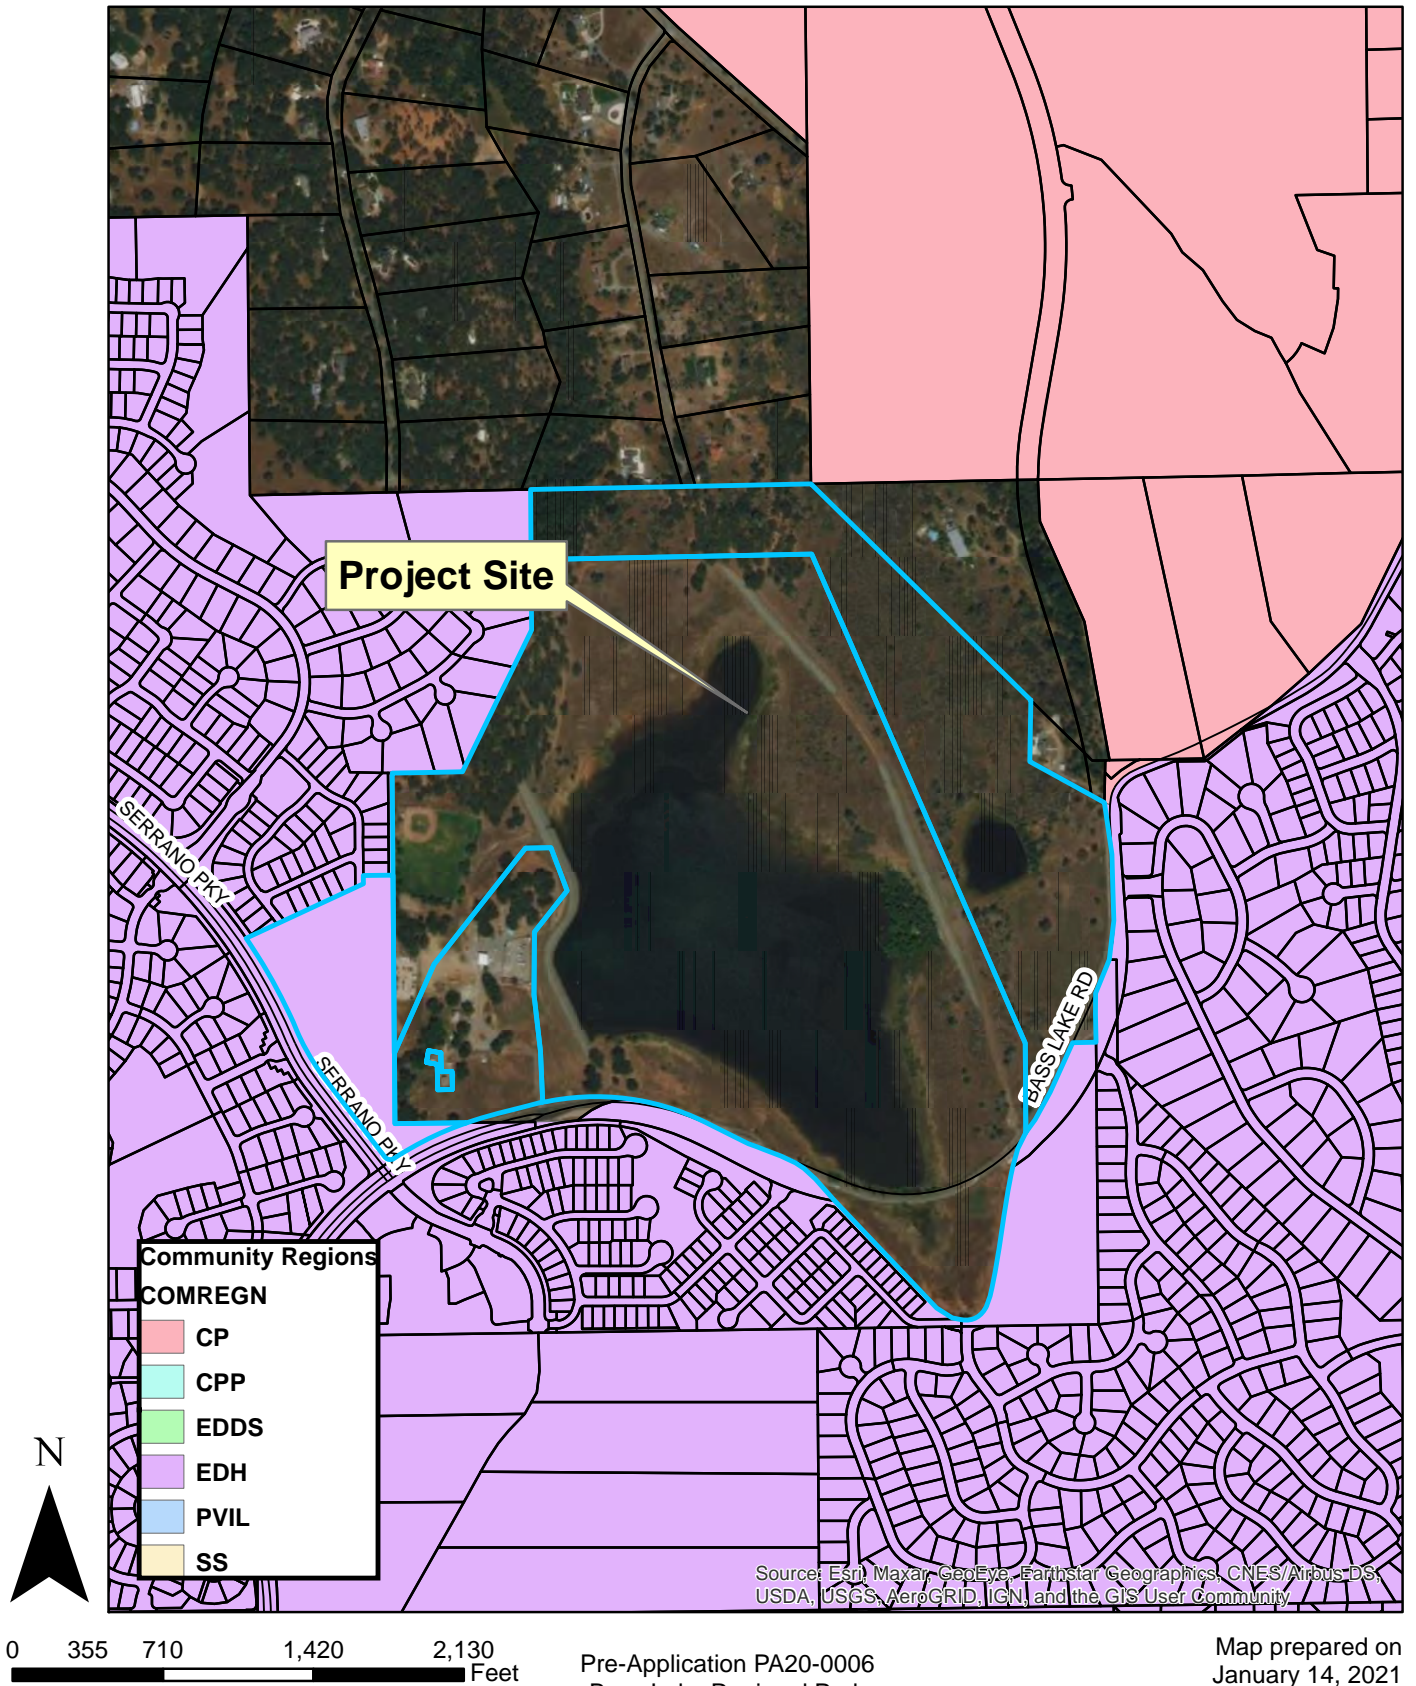 Project Site
SERRANO PKY
SERRANO PKY
BASS LAKE RD
Community Regions
COMREGN
CP
CPP
EDDS
EDH
PVIL
SS
N
Source: Esri, Maxar, GeoEye, Earthstar Geographics, CNES/Airbus DS,
USDA, USGS, AeroGRID, IGN, and the GIS User Community
0 355 710 1,420 2,130
Feet
Pre-Application PA20-0006
Map prepared on
January 14, 2021